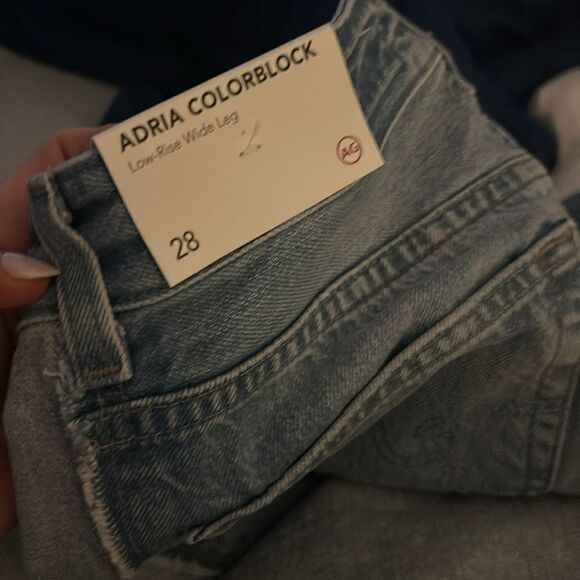 ADRIA COLORBLOCK
Low-Rise Wide Leg
AG
28